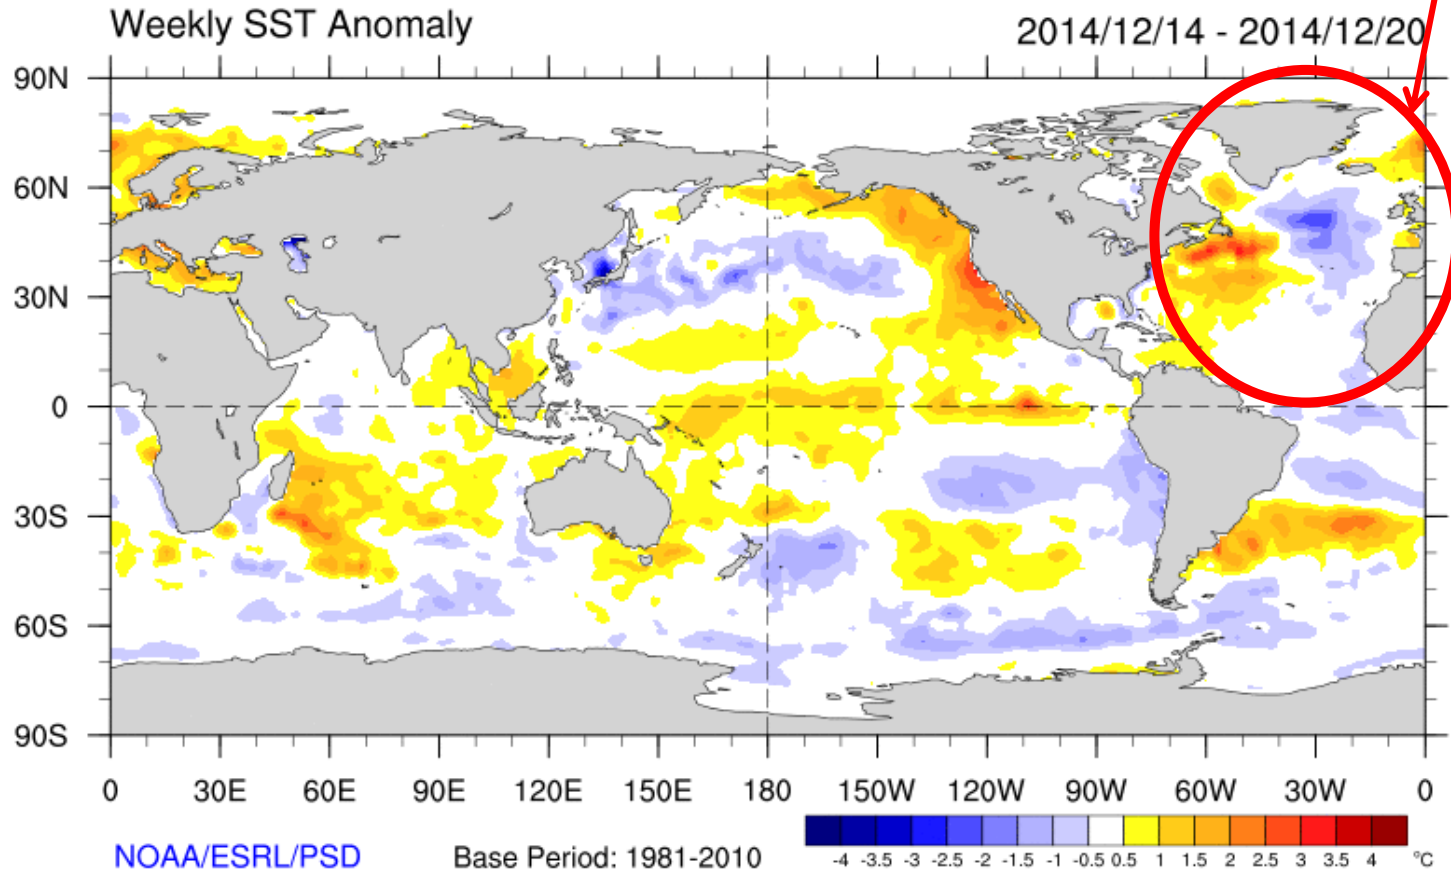 Weekly SST Anomaly 2014/12/14 - 2014/12/20
90N
60N
30N
0
30S
60S
90S
0 30E 60E 90E 120E 150E 180 150W 120W 90W 60W 30W 0
-4 -3.5 -3 -2.5 -2 -1.5 -1 -0.5 0.5 1 1.5 2 2.5 3 3.5 4 °C
NOAA/ESRL/PSD Base Period: 1981-2010